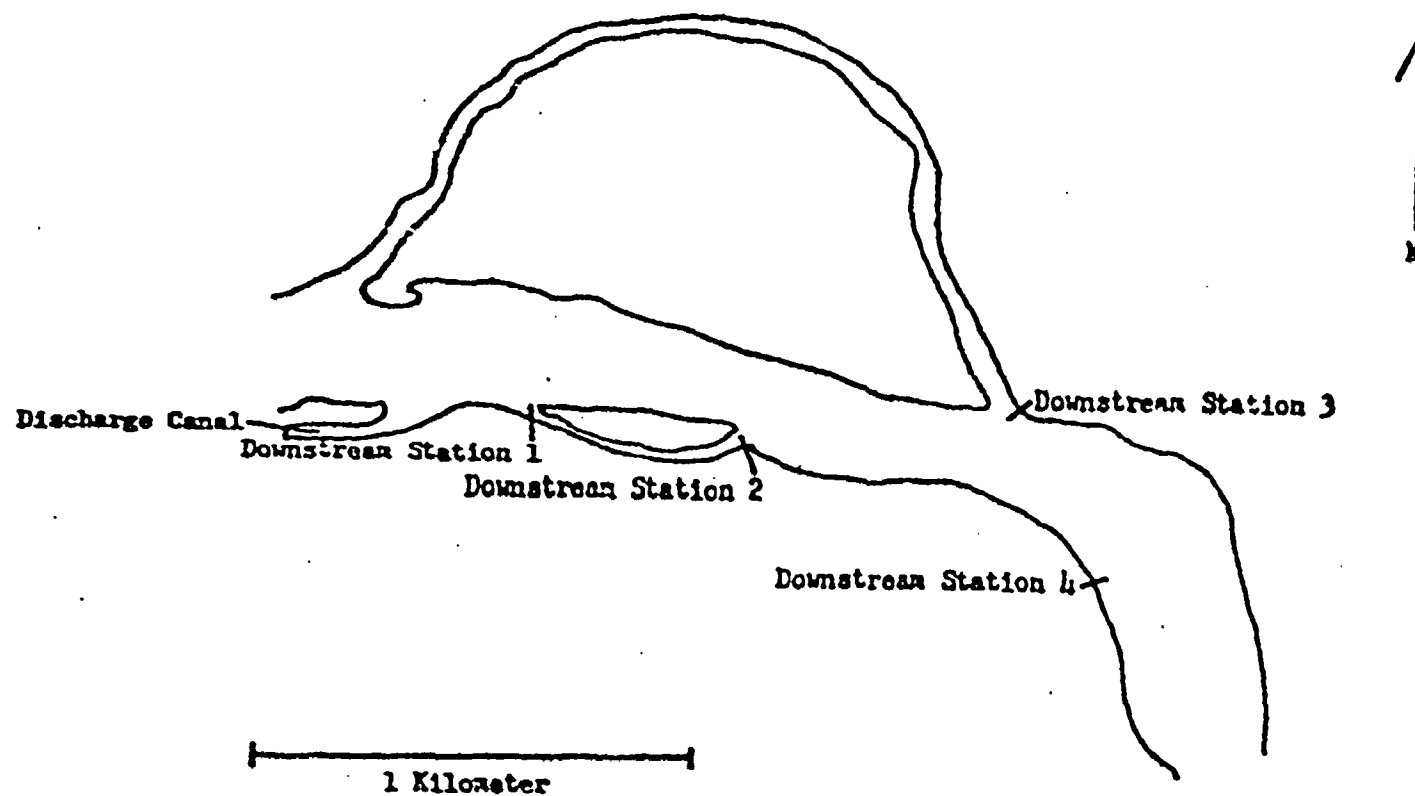 Downstream Station 3
Discharge Canal
Downstream Station 1
Downstream Station 2
Downstream Station 4
1 Kilometer